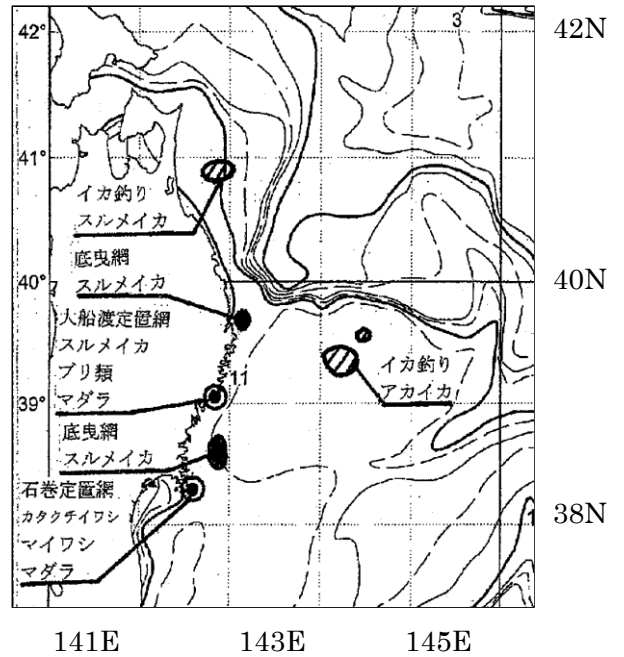 3
42°
42N
41°
イカ釣り
スルメイカ
底曳網
スルメイカ
40°
40N
大船渡定置網
スルメイカ
ブリ類
マダラ
11
イカ釣り
アカイカ
39°
底曳網
スルメイカ
石巻定置網
カタクチイワシ
マイワシ
マダラ
38N
141E
143E
145E